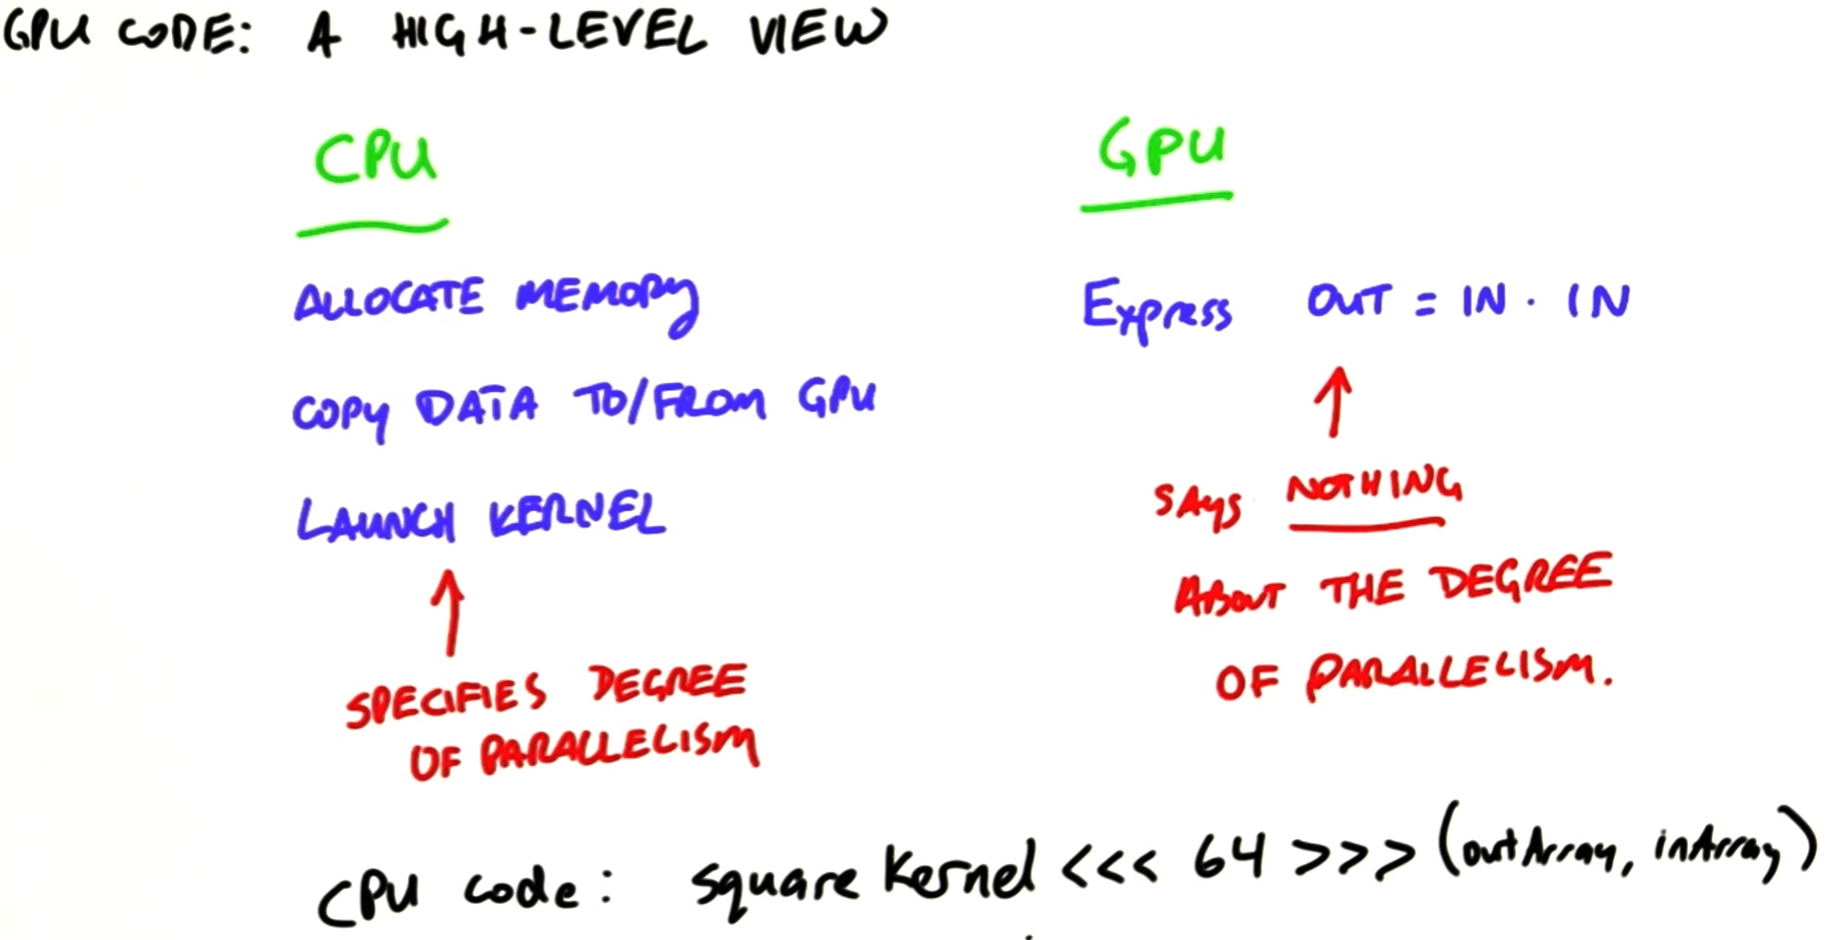 GPU CODE: A HIGH-LEVEL VIEW
CPU
GPU
ALLOCATE MEMORY
Express OUT = IN · IN
COPY DATA TO/FROM GPU
LAUNCH KERNEL
SAYS NOTHING
ABOUT THE DEGREE
OF PARALLELISM.
SPECIFIES DEGREE
OF PARALLELISM
CPU code: square Kernel <<< 64 >>> (outArray, inArray)